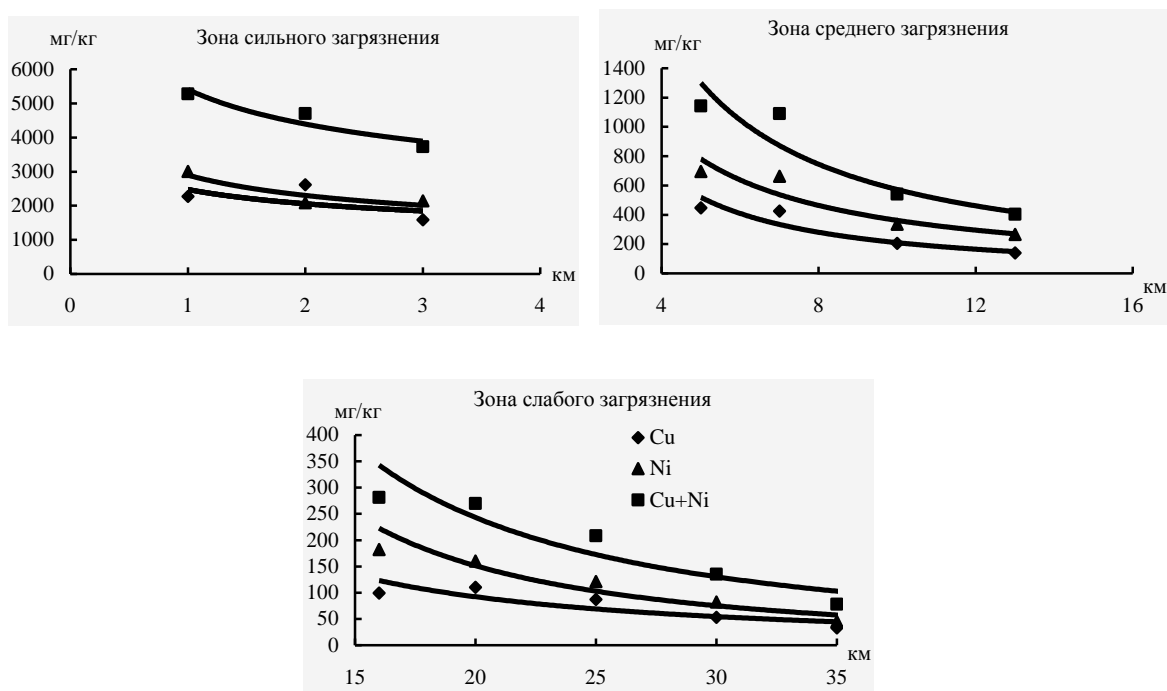 Зона сильного загрязнения
мг/кг
6000
5000
4000
3000
2000
1000
0
0 1 2 3 4
км
Зона среднего загрязнения
мг/кг
1400
1200
1000
800
600
400
200
0
4 8 12 16
км
Зона слабого загрязнения
мг/кг
400
350
300
250
200
150
100
50
0
15 20 25 30 35
км
Cu
Ni
Cu+Ni